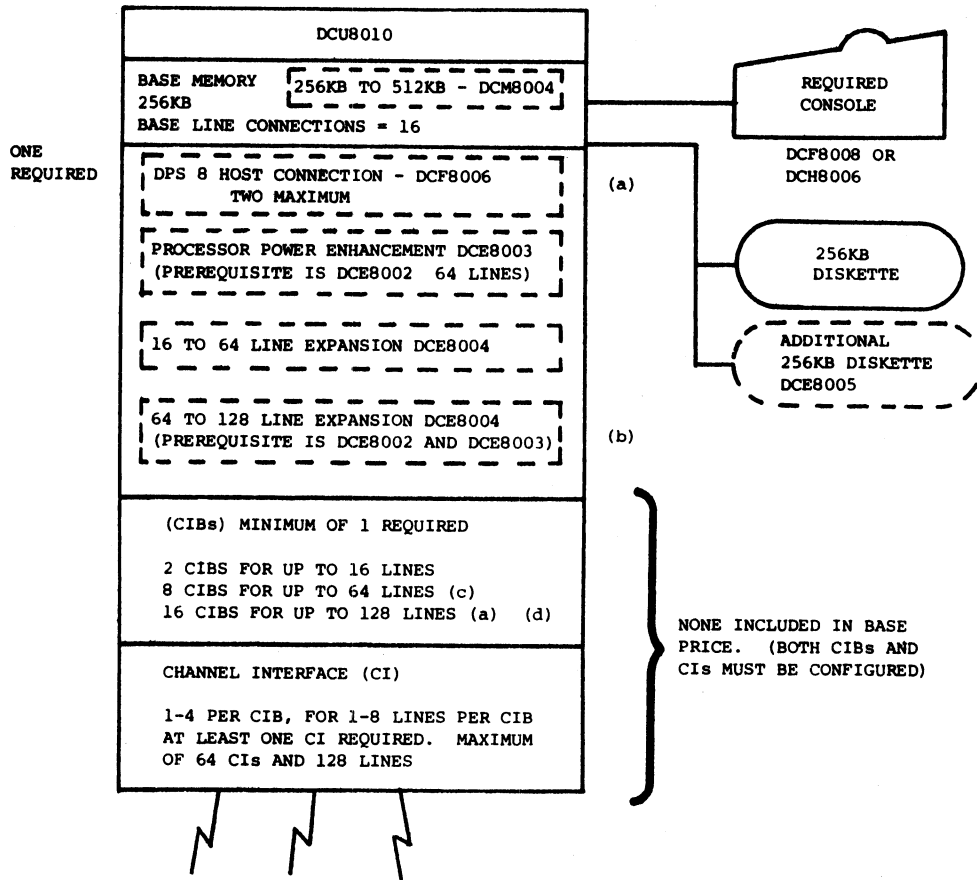 DCU8010
BASE MEMORY
256KB
256KB TO 512KB - DCM8004
BASE LINE CONNECTIONS = 16
REQUIRED
CONSOLE
DCF8008 OR
DCH8006
ONE
REQUIRED
DPS 8 HOST CONNECTION - DCF8006
TWO MAXIMUM
(a)
PROCESSOR POWER ENHANCEMENT DCE8003
(PREREQUISITE IS DCE8002 64 LINES)
256KB
DISKETTE
16 TO 64 LINE EXPANSION DCE8004
ADDITIONAL
256KB DISKETTE
DCE8005
64 TO 128 LINE EXPANSION DCE8004
(PREREQUISITE IS DCE8002 AND DCE8003)
(b)
(CIBs) MINIMUM OF 1 REQUIRED
2 CIBS FOR UP TO 16 LINES
8 CIBS FOR UP TO 64 LINES (c)
16 CIBS FOR UP TO 128 LINES (a) (d)
NONE INCLUDED IN BASE
PRICE. (BOTH CIBs AND
CIs MUST BE CONFIGURED)
CHANNEL INTERFACE (CI)
1-4 PER CIB, FOR 1-8 LINES PER CIB
AT LEAST ONE CI REQUIRED. MAXIMUM
OF 64 CIs AND 128 LINES